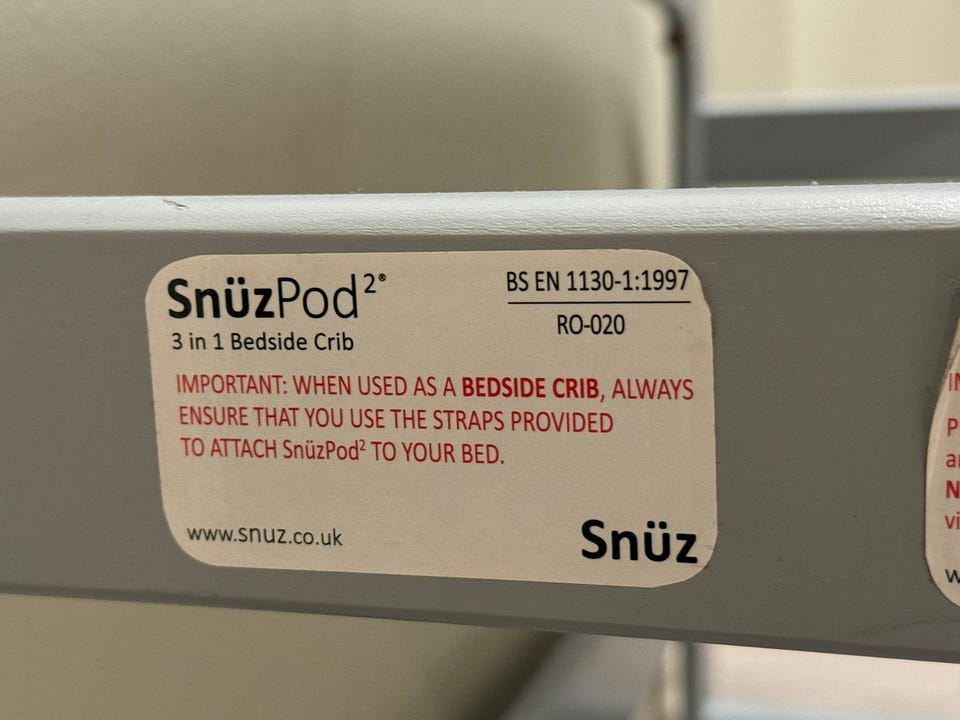 SnüzPod²®
3 in 1 Bedside Crib
BS EN 1130-1:1997
RO-020
IMPORTANT: WHEN USED AS A BEDSIDE CRIB, ALWAYS
ENSURE THAT YOU USE THE STRAPS PROVIDED
TO ATTACH SnüzPod² TO YOUR BED.
www.snuz.co.uk
Snüz